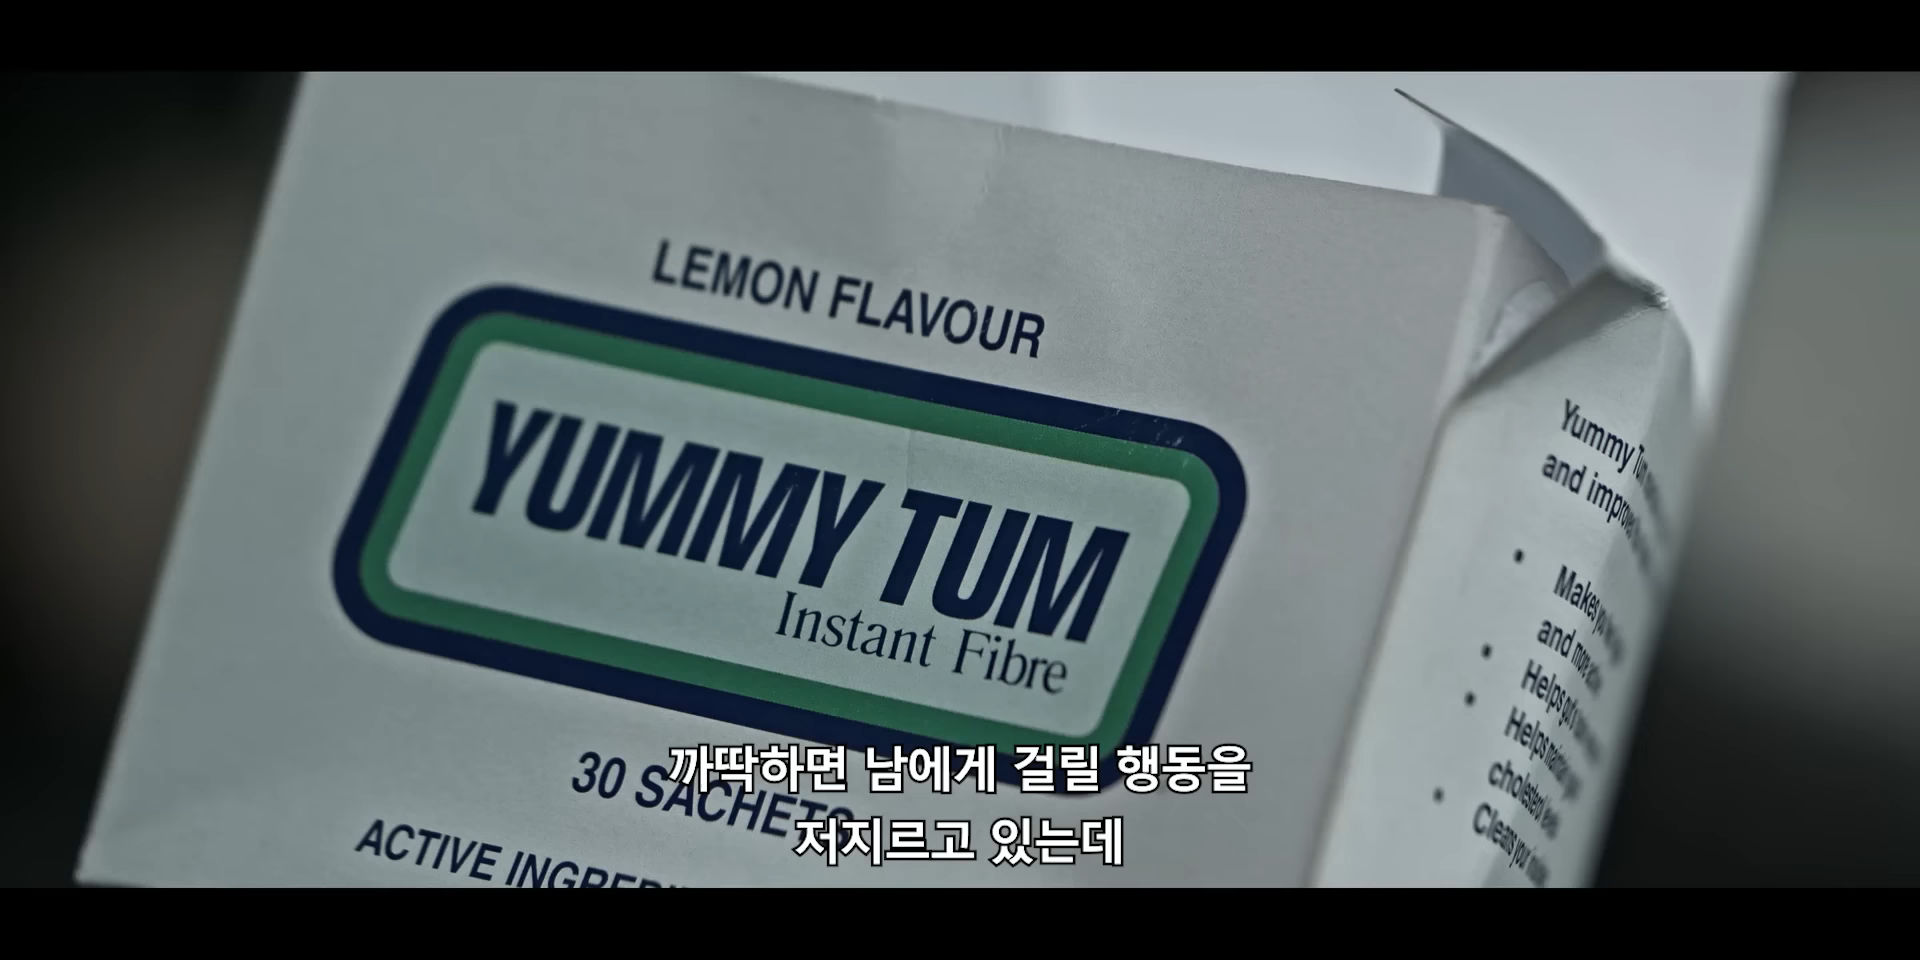 LEMON FLAVOUR
YUMMY TUM
Instant Fibre
30 SACHETS
ACTIVE
Yummy
and
Makes
and
Helps
Helps
cholesterol
까딱하면 남에게 걸릴 행동을
저지르고 있는데